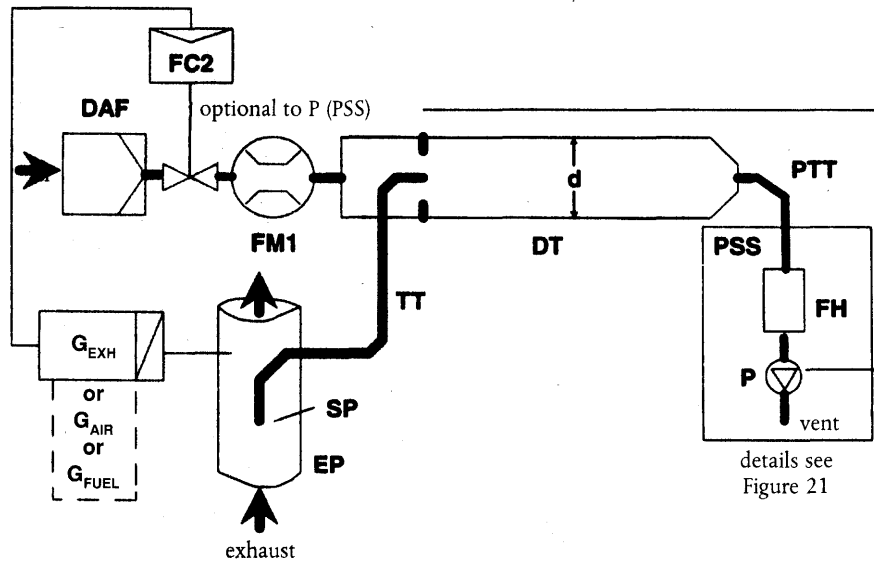 FC2
DAF
optional to P (PSS)
d
PTT
FM1
DT
PSS
TT
FH
G EXH
P
or
SP
G AIR
vent
or
EP
G FUEL
details see
Figure 21
exhaust